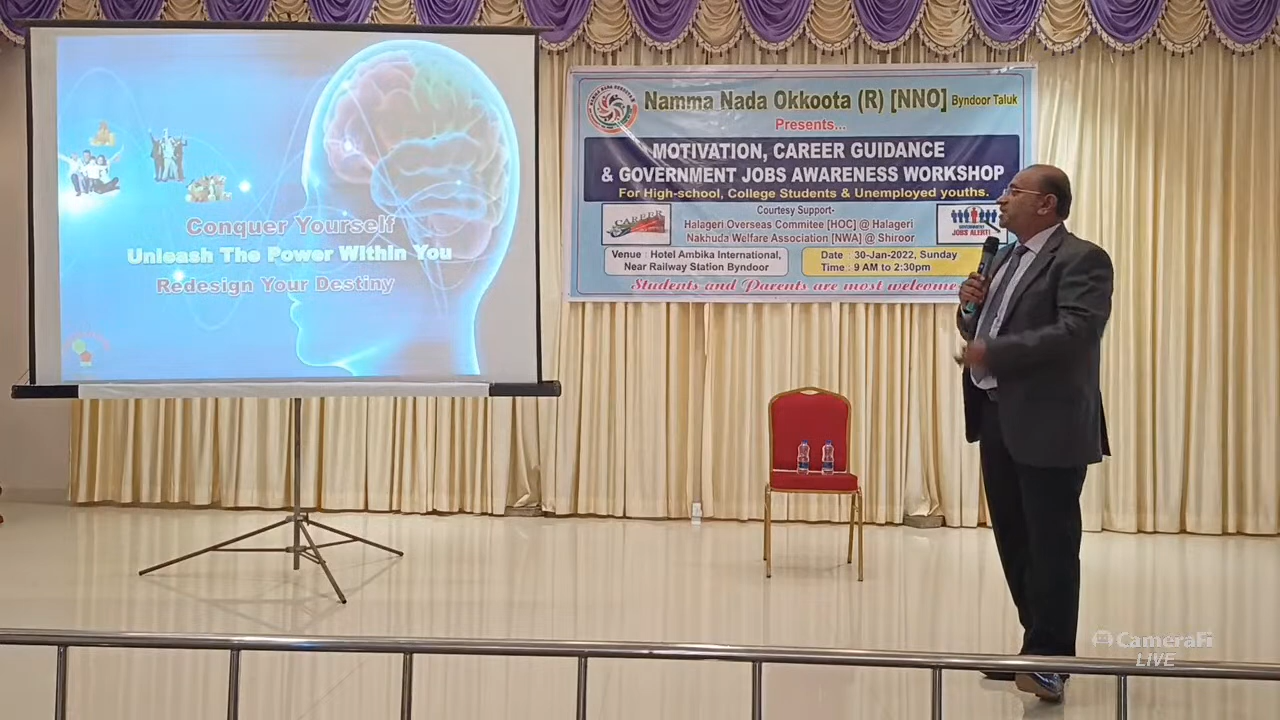 Conquer Yourself
Unleash The Power Within You
Redesign Your Destiny
Namma Nada Okkoota (R) [NNO] Byndoor Taluk
Presents...
MOTIVATION, CAREER GUIDANCE
& GOVERNMENT JOBS AWARENESS WORKSHOP
For High-school, College Students & Unemployed youths.
CAREER
Courtesy Support-
Halageri Overseas Commitee [HOC] @ Halageri
Nakhuda Welfare Association [NWA] @ Shiroor
GOVERNMENT
JOBS ALERT!
Venue : Hotel Ambika International,
Near Railway Station Byndoor
Date : 30-Jan-2022, Sunday
Time : 9 AM to 2:30pm
Students and Parents are most welcome
CameraFi
LIVE